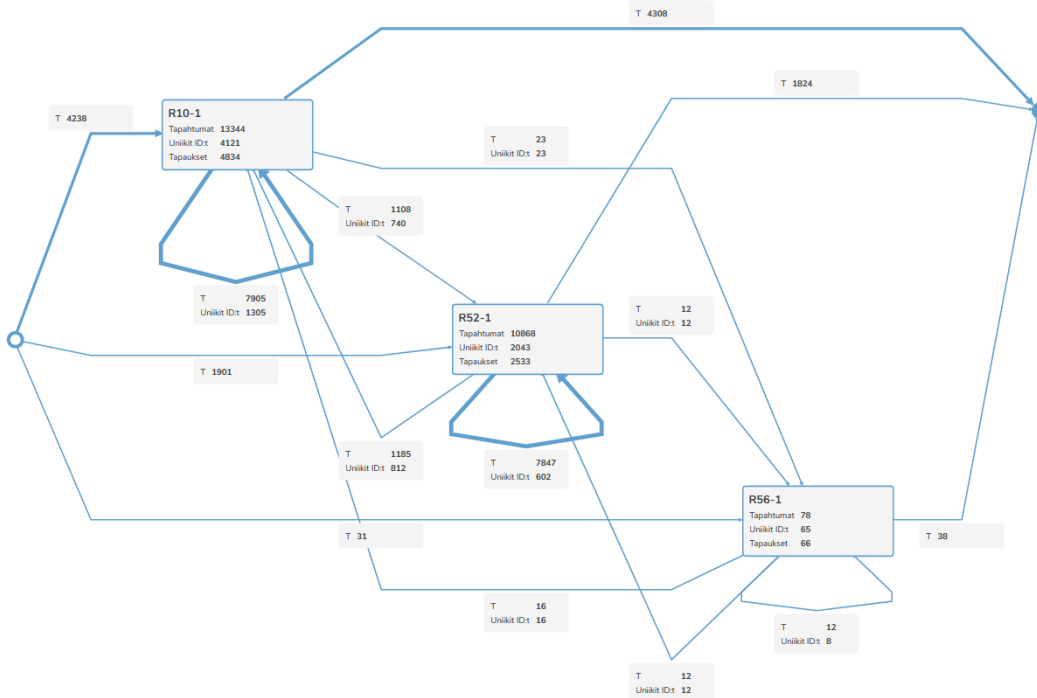 T 4308
T 1824
R10-1
Tapahtumat 13344
Uniikit ID:t 4121
Tapaukset 4834
T 4238
T 23
Uniikit ID:t 23
T 1108
Uniikit ID:t 740
T 7905
Uniikit ID:t 1305
R52-1
Tapahtumat 10868
Uniikit ID:t 2043
Tapaukset 2533
T 12
Uniikit ID:t 12
T 1901
T 1185
Uniikit ID:t 812
T 7847
Uniikit ID:t 602
R56-1
Tapahtumat 78
Uniikit ID:t 65
Tapaukset 66
T 31
T 38
T 16
Uniikit ID:t 16
T 12
Uniikit ID:t 8
T 12
Uniikit ID:t 12